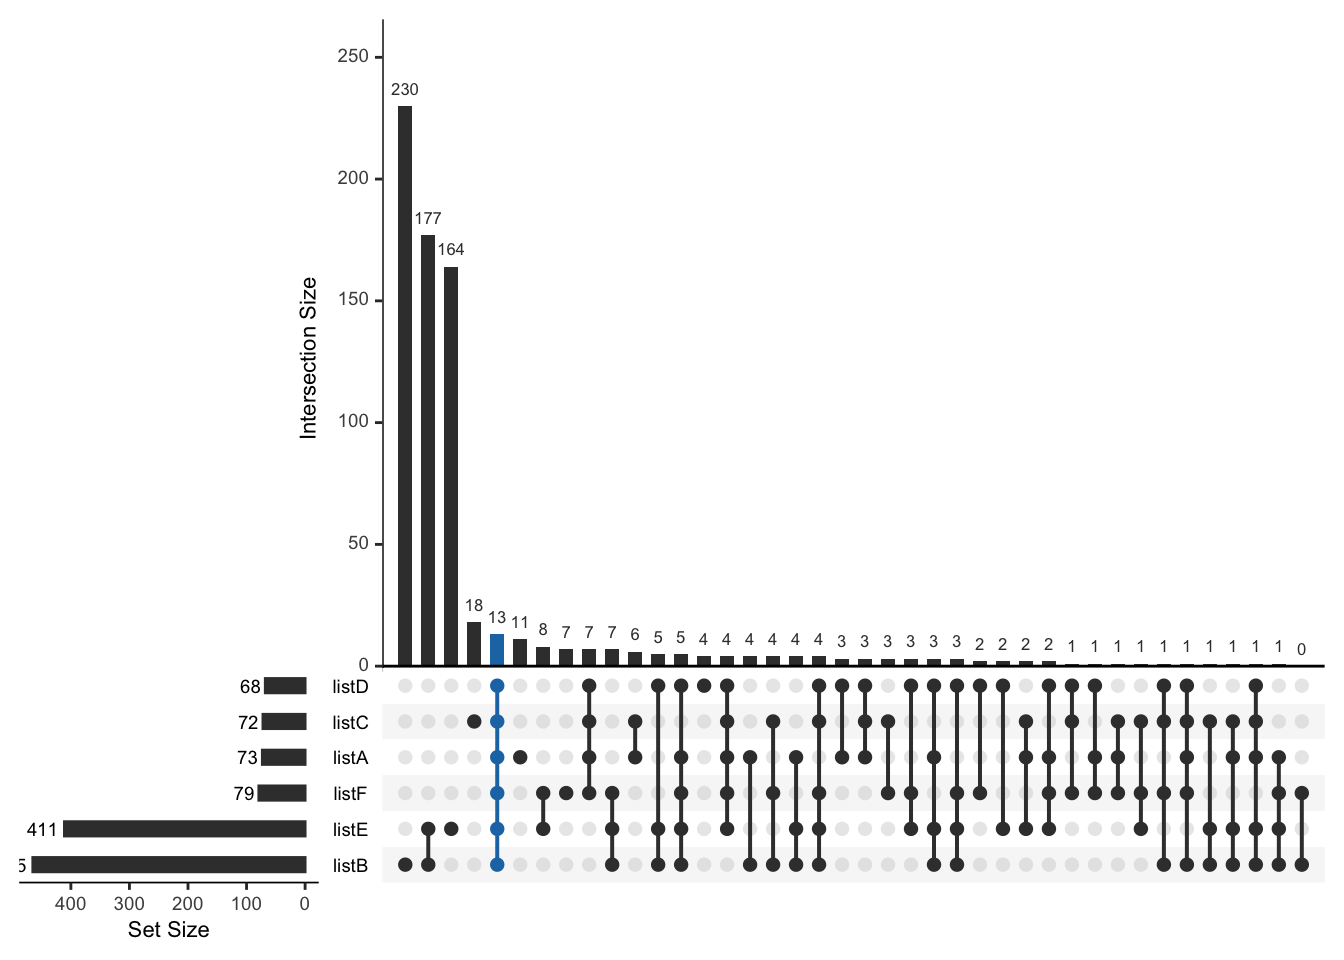 250
230
200
177
164
150
100
50
18 13 11 8 7 7 7 6 5 5 4 4 4 4 4 4 3 3 3 3 3 3 2 2 2 2 1 1 1 1 1 1 1 1 1 1 0
0
Intersection Size
68 listD
72 listC
73 listA
79 listF
411 listE
5 listB
400 300 200 100 0
Set Size